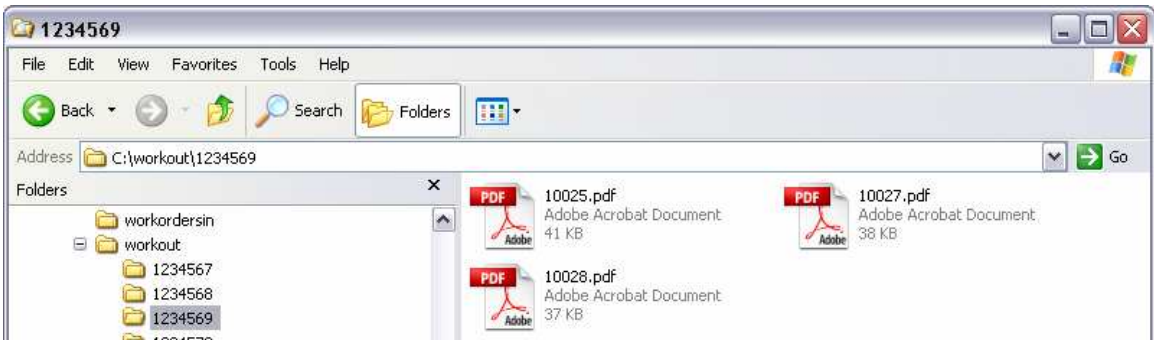 1234569
File Edit View Favorites Tools Help
Back Search Folders
Address C:\workout\1234569 Go
Folders
workordersin
workout
1234567
1234568
1234569
PDF
Adobe
10025.pdf
Adobe Acrobat Document
41 KB
PDF
Adobe
10027.pdf
Adobe Acrobat Document
38 KB
PDF
Adobe
10028.pdf
Adobe Acrobat Document
37 KB